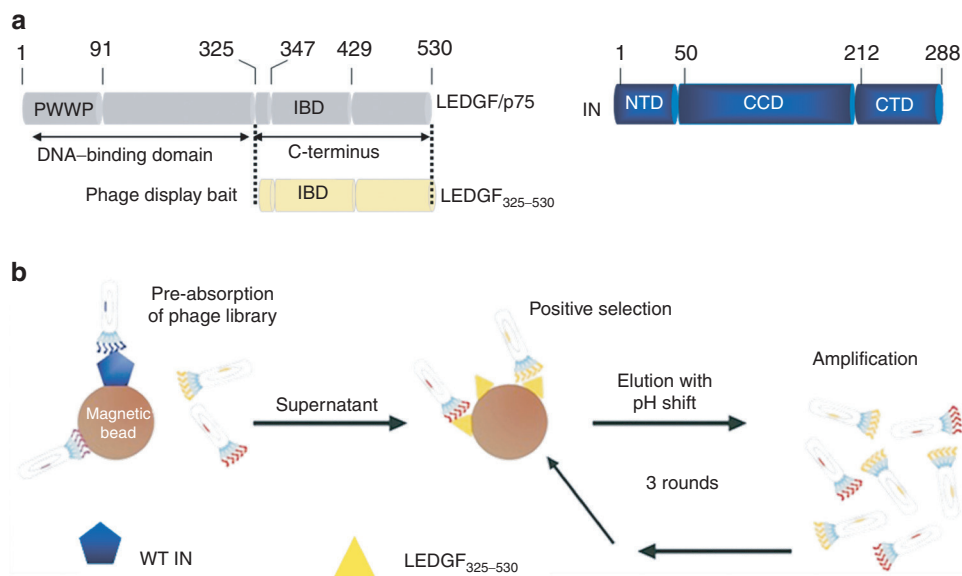 a
1 91 325 347 429 530
PWWP IBD LEDGF/p75
DNA–binding domain C-terminus
Phage display bait IBD LEDGF325–530
1 50 212 288
IN NTD CCD CTD
b
Pre-absorption
of phage library
Magnetic
bead
Supernatant
Positive selection
Elution with
pH shift
3 rounds
Amplification
WT IN
LEDGF325–530